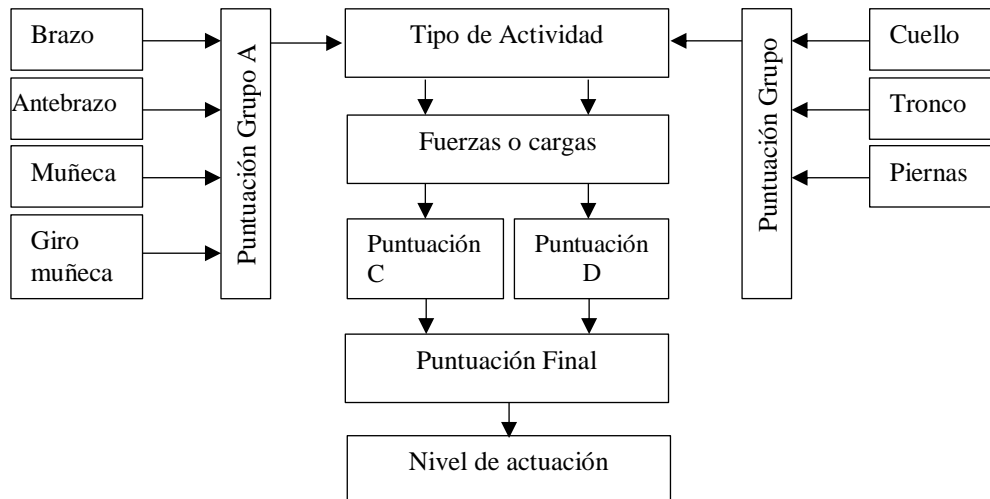 Brazo
Antebrazo
Muñeca
Giro
muñeca
Puntuación Grupo A
Tipo de Actividad
Fuerzas o cargas
Puntuación
C
Puntuación
D
Puntuación Final
Nivel de actuación
Puntuación Grupo
Cuello
Tronco
Piernas